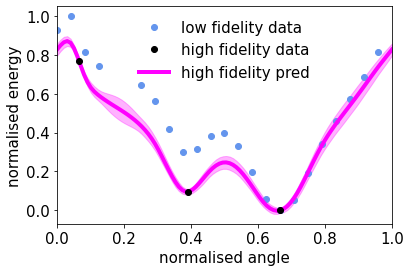 low fidelity data
high fidelity data
high fidelity pred
normalised energy
1.0
0.8
0.6
0.4
0.2
0.0
0.0 0.2 0.4 0.6 0.8 1.0
normalised angle